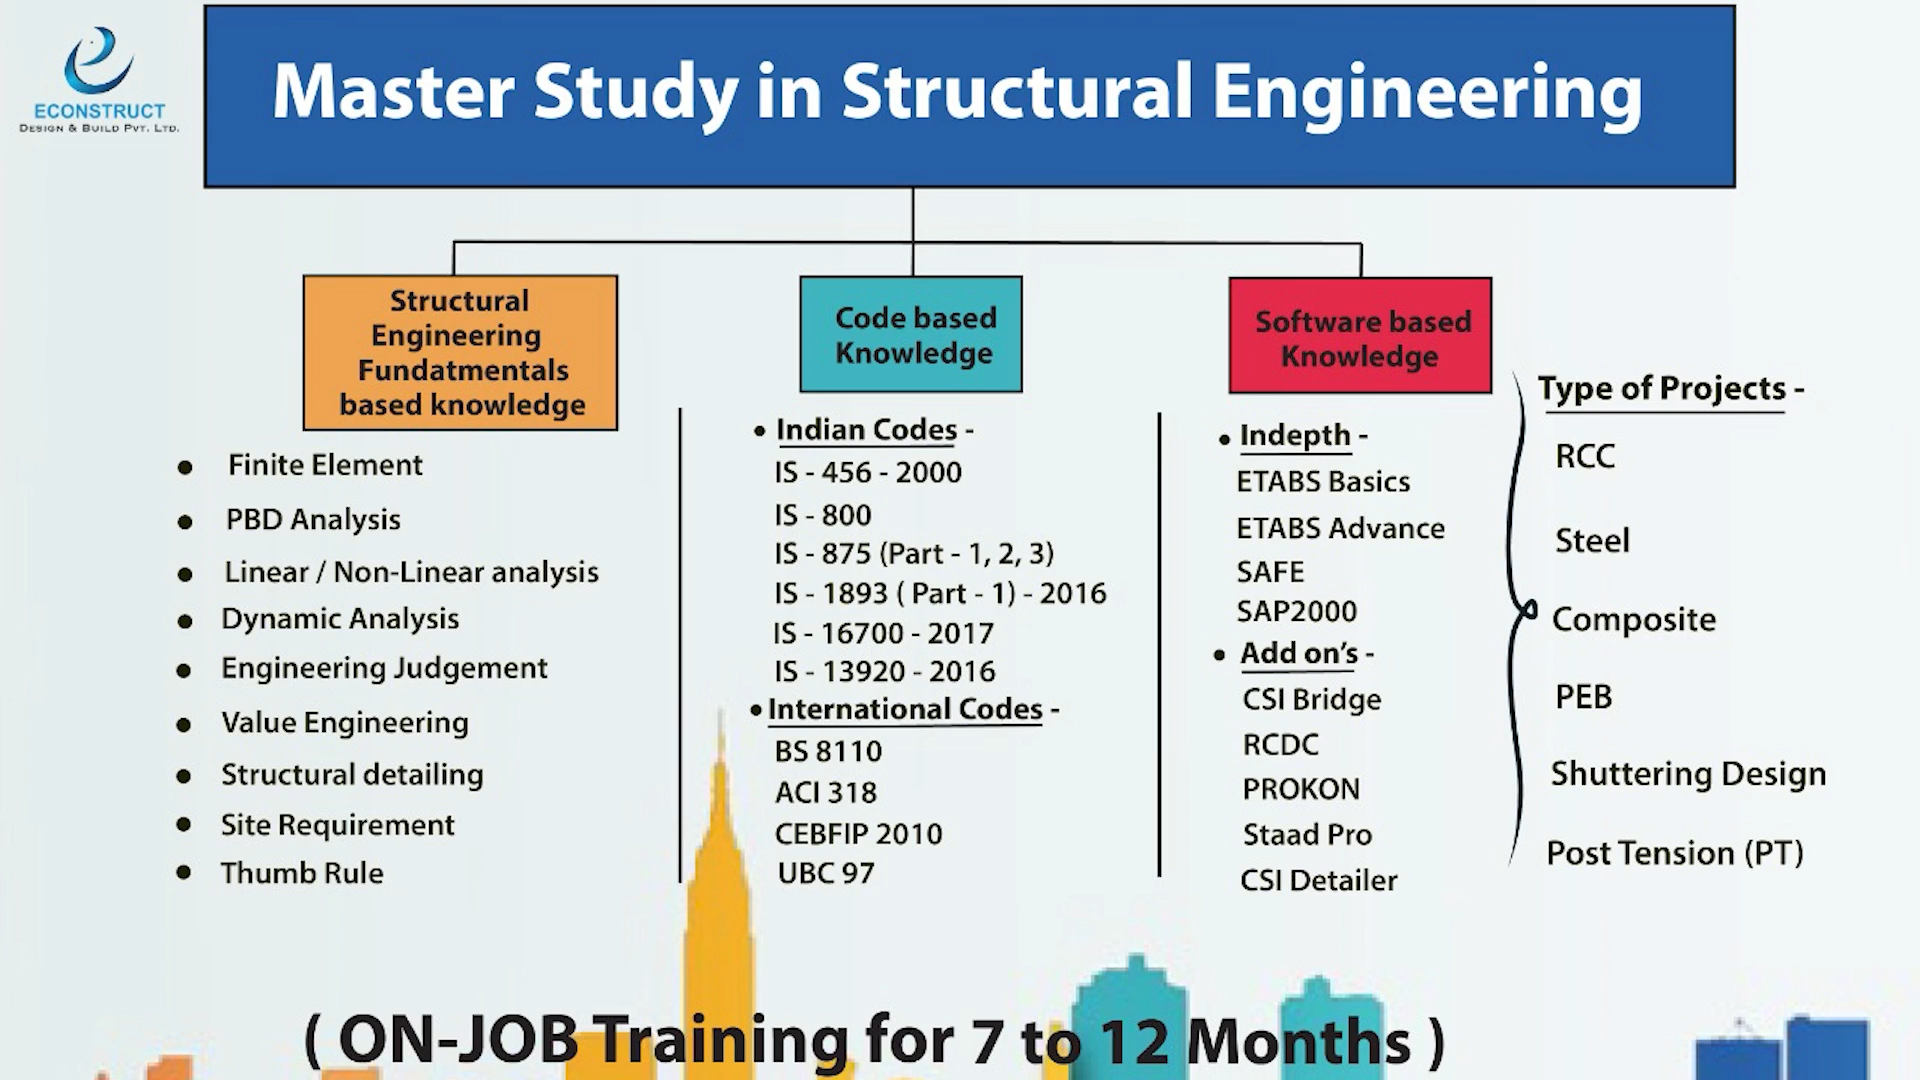 ECONSTRUCT
DESIGN & BUILD PVT. LTD.
Master Study in Structural Engineering
Structural
Engineering
Fundatmentals
based knowledge
• Finite Element
• PBD Analysis
• Linear / Non-Linear analysis
• Dynamic Analysis
• Engineering Judgement
• Value Engineering
• Structural detailing
• Site Requirement
• Thumb Rule
Code based
Knowledge
• Indian Codes -
IS - 456 - 2000
IS - 800
IS - 875 (Part - 1, 2, 3)
IS - 1893 ( Part - 1) - 2016
IS - 16700 - 2017
IS - 13920 - 2016
• International Codes -
BS 8110
ACI 318
CEBFIP 2010
UBC 97
Software based
Knowledge
• Indepth -
ETABS Basics
ETABS Advance
SAFE
SAP2000
• Add on's -
CSI Bridge
RCDC
PROKON
Staad Pro
CSI Detailer
Type of Projects -
RCC
Steel
Composite
PEB
Shuttering Design
Post Tension (PT)
( ON-JOB Training for 7 to 12 Months )